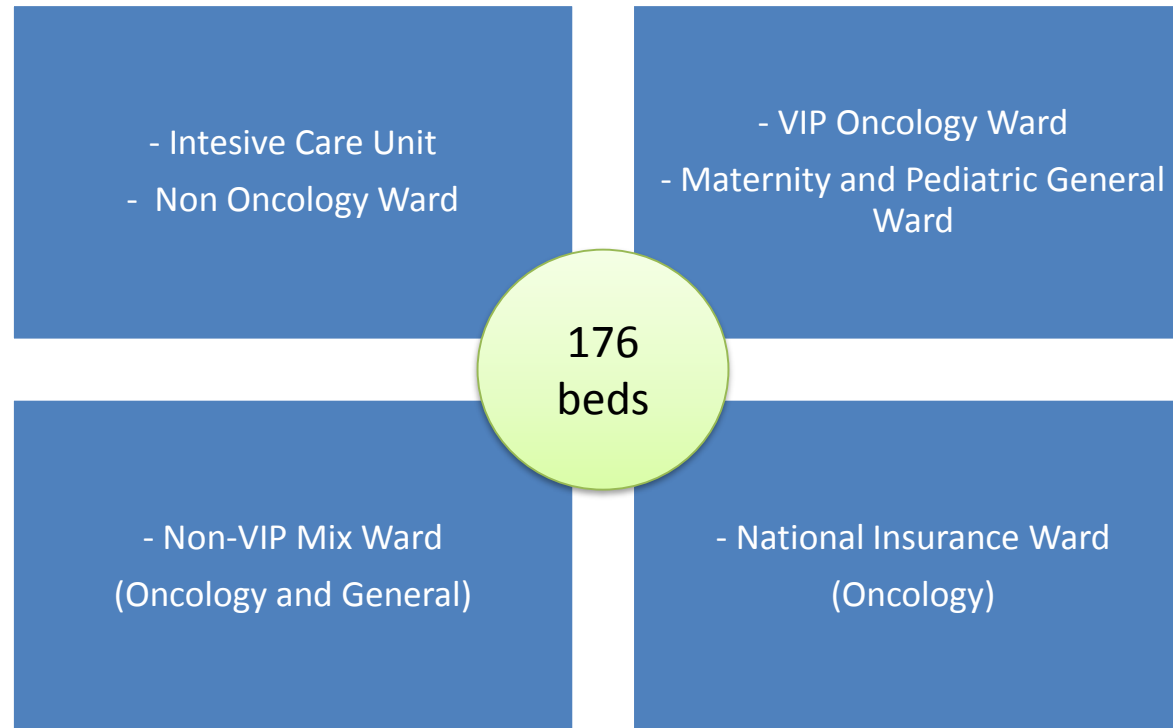 - Intesive Care Unit
- Non Oncology Ward
- VIP Oncology Ward
- Maternity and Pediatric General
Ward
176
beds
- Non-VIP Mix Ward
(Oncology and General)
- National Insurance Ward
(Oncology)